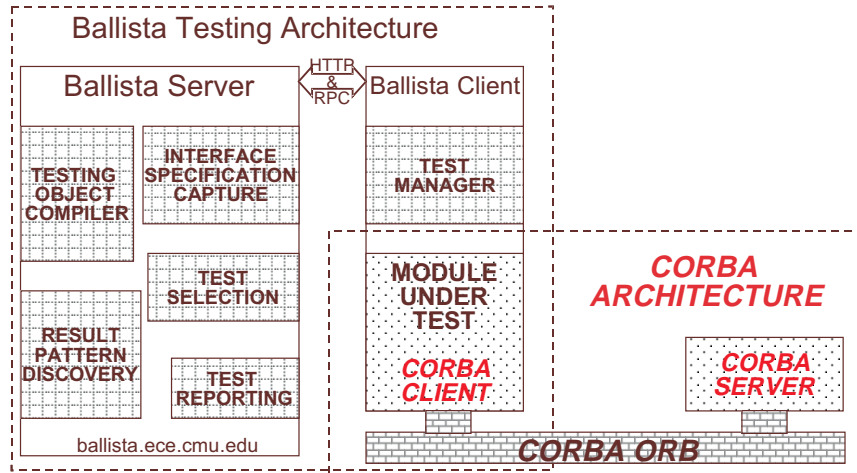 Ballista Testing Architecture
Ballista Server
HTTP
&
RPC
Ballista Client
TESTING
OBJECT
COMPILER
INTERFACE
SPECIFICATION
CAPTURE
TEST
MANAGER
TEST
SELECTION
RESULT
PATTERN
DISCOVERY
TEST
REPORTING
ballista.ece.cmu.edu
MODULE
UNDER
TEST
CORBA
CLIENT
CORBA
ARCHITECTURE
CORBA
SERVER
CORBA ORB